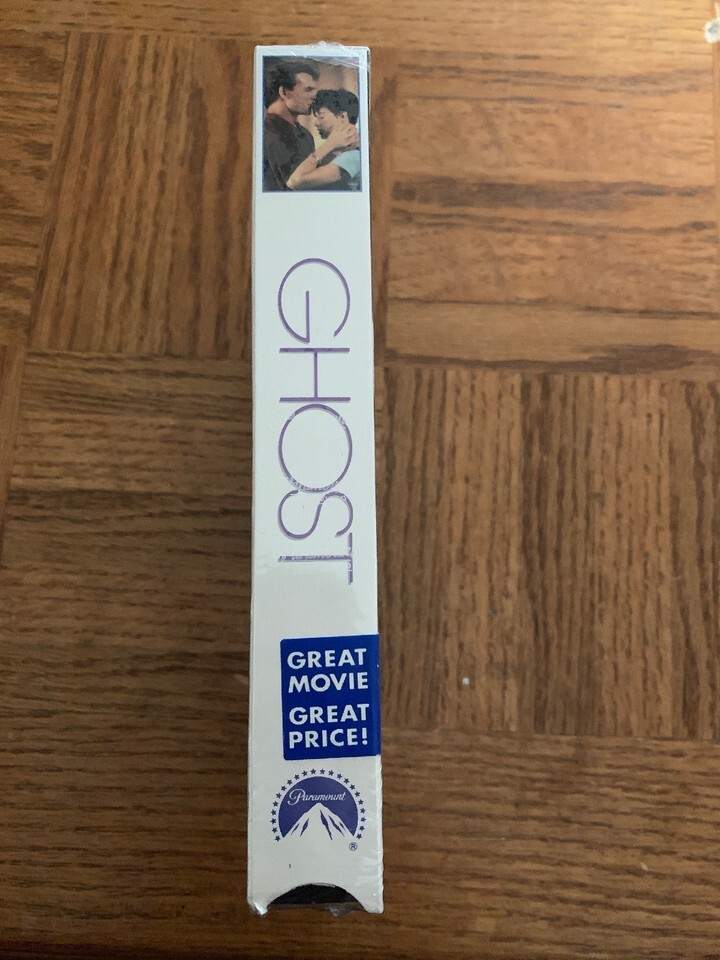 GHOST
GREAT
MOVIE
GREAT
PRICE!
Paramount
®